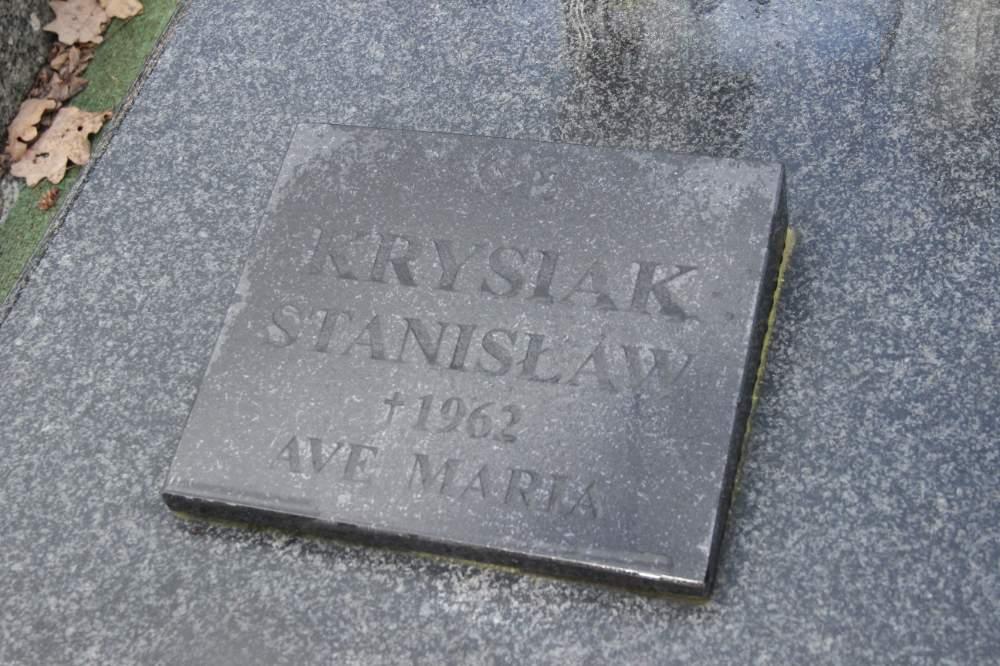 KRYSIAK
STANISŁAW
†1962
AVE MARIA